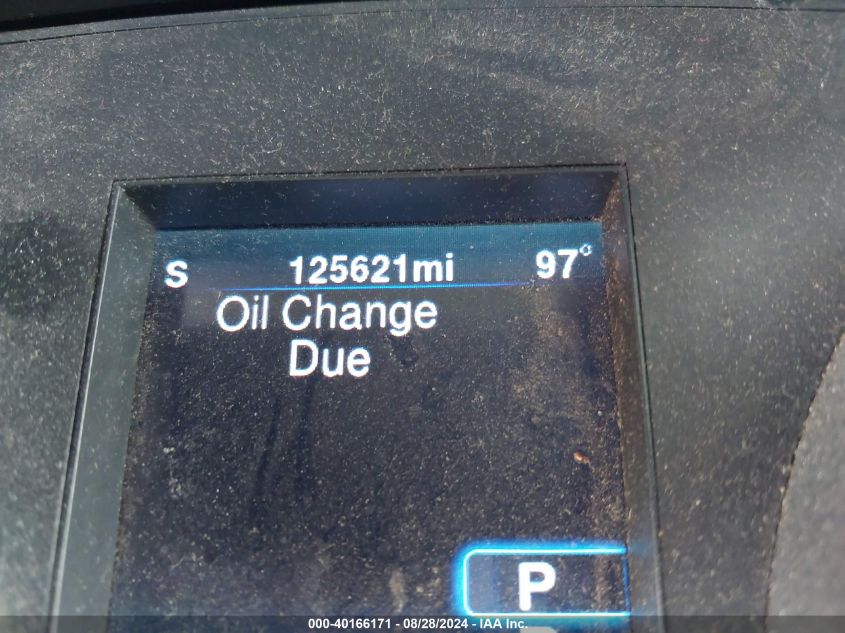 S 125621mi 97°
Oil Change
Due
P
000-40166171 - 08/28/2024 - IAA Inc.